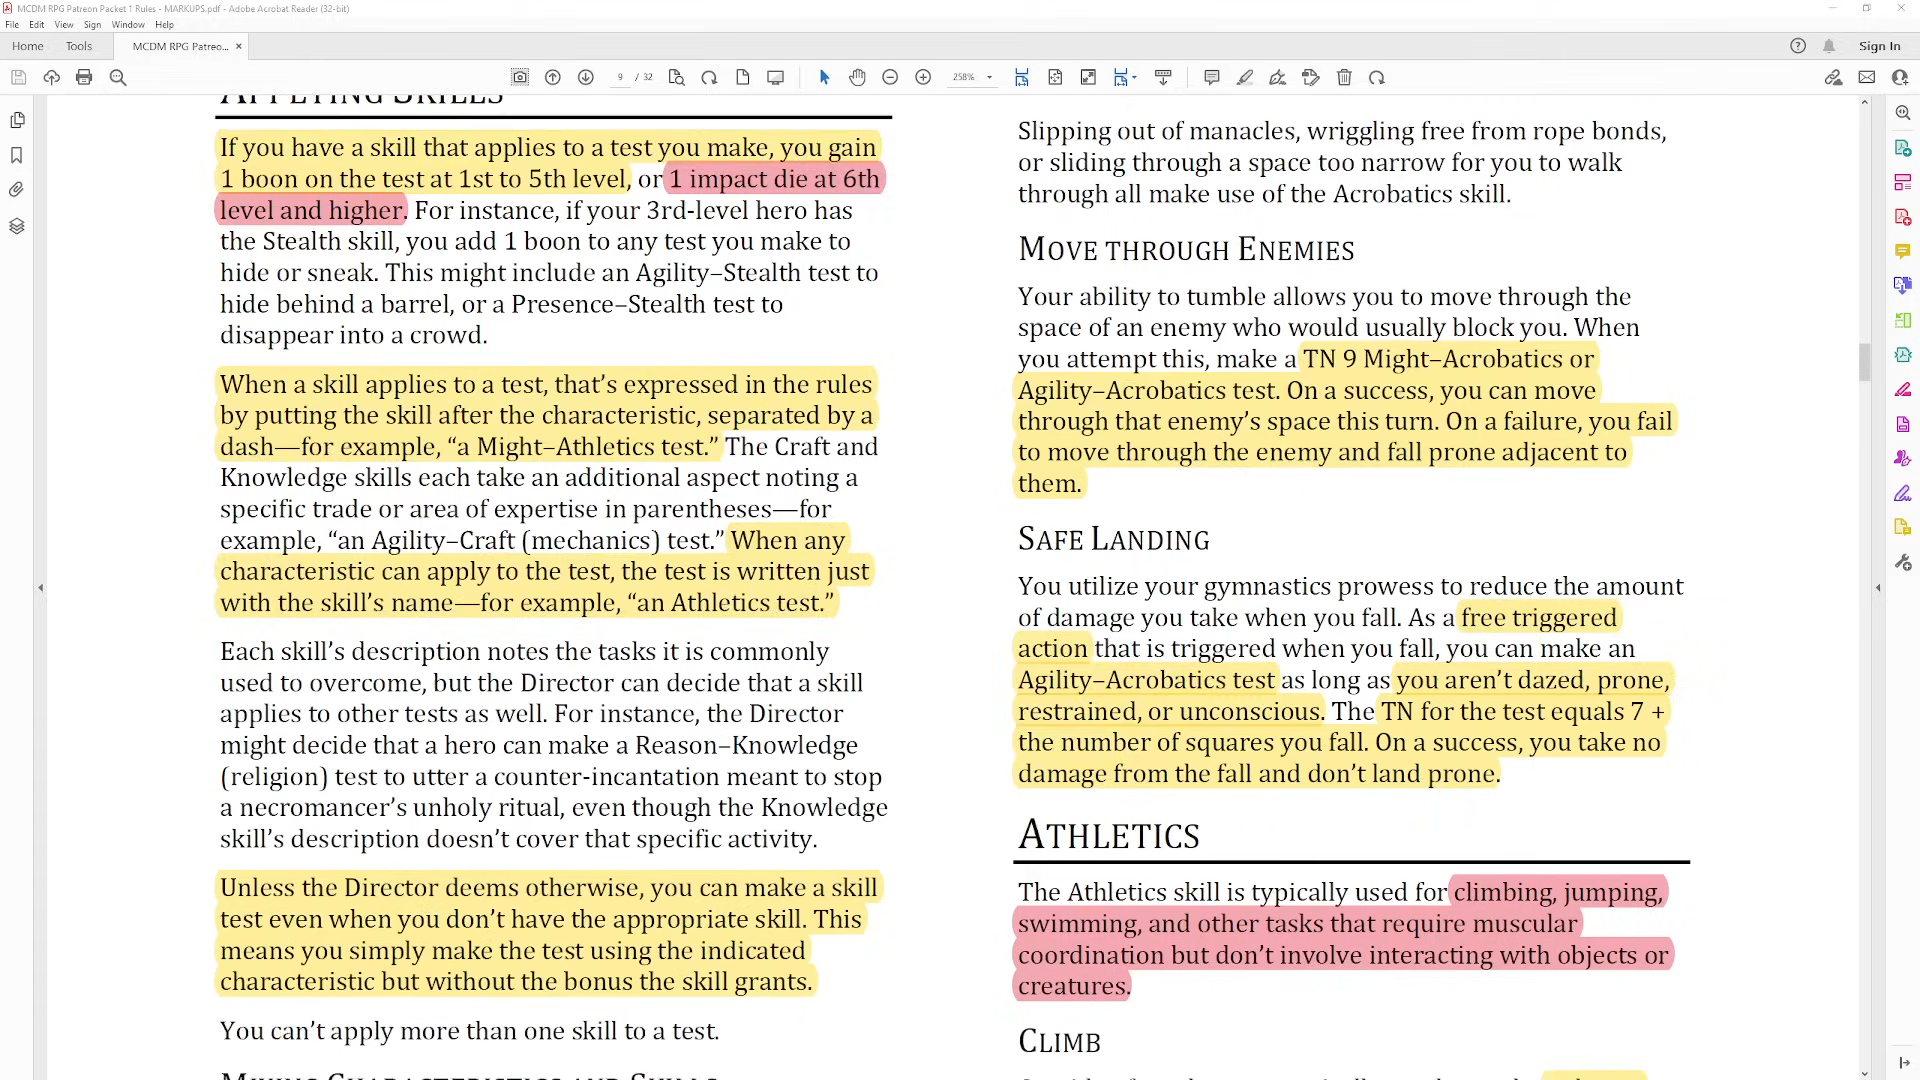 MCDM RPG Patreon Packet 1 Rules - MARKUPS.pdf - Adobe Acrobat Reader (32-bit)
File Edit View Sign Window Help
Home Tools MCDM RPG Patreo... × Sign In
9 / 32 258%
APPLYING SKILLS
If you have a skill that applies to a test you make, you gain
1 boon on the test at 1st to 5th level, or 1 impact die at 6th
level and higher. For instance, if your 3rd-level hero has
the Stealth skill, you add 1 boon to any test you make to
hide or sneak. This might include an Agility–Stealth test to
hide behind a barrel, or a Presence–Stealth test to
disappear into a crowd.
When a skill applies to a test, that’s expressed in the rules
by putting the skill after the characteristic, separated by a
dash—for example, “a Might–Athletics test.” The Craft and
Knowledge skills each take an additional aspect noting a
specific trade or area of expertise in parentheses—for
example, “an Agility–Craft (mechanics) test.” When any
characteristic can apply to the test, the test is written just
with the skill’s name—for example, “an Athletics test.”
Each skill’s description notes the tasks it is commonly
used to overcome, but the Director can decide that a skill
applies to other tests as well. For instance, the Director
might decide that a hero can make a Reason–Knowledge
(religion) test to utter a counter-incantation meant to stop
a necromancer’s unholy ritual, even though the Knowledge
skill’s description doesn’t cover that specific activity.
Unless the Director deems otherwise, you can make a skill
test even when you don’t have the appropriate skill. This
means you simply make the test using the indicated
characteristic but without the bonus the skill grants.
You can’t apply more than one skill to a test.
MIXING CHARACTERISTICS AND SKILLS
Slipping out of manacles, wriggling free from rope bonds,
or sliding through a space too narrow for you to walk
through all make use of the Acrobatics skill.
MOVE THROUGH ENEMIES
Your ability to tumble allows you to move through the
space of an enemy who would usually block you. When
you attempt this, make a TN 9 Might–Acrobatics or
Agility–Acrobatics test. On a success, you can move
through that enemy’s space this turn. On a failure, you fail
to move through the enemy and fall prone adjacent to
them.
SAFE LANDING
You utilize your gymnastics prowess to reduce the amount
of damage you take when you fall. As a free triggered
action that is triggered when you fall, you can make an
Agility–Acrobatics test as long as you aren’t dazed, prone,
restrained, or unconscious. The TN for the test equals 7 +
the number of squares you fall. On a success, you take no
damage from the fall and don’t land prone.
ATHLETICS
The Athletics skill is typically used for climbing, jumping,
swimming, and other tasks that require muscular
coordination but don’t involve interacting with objects or
creatures.
CLIMB